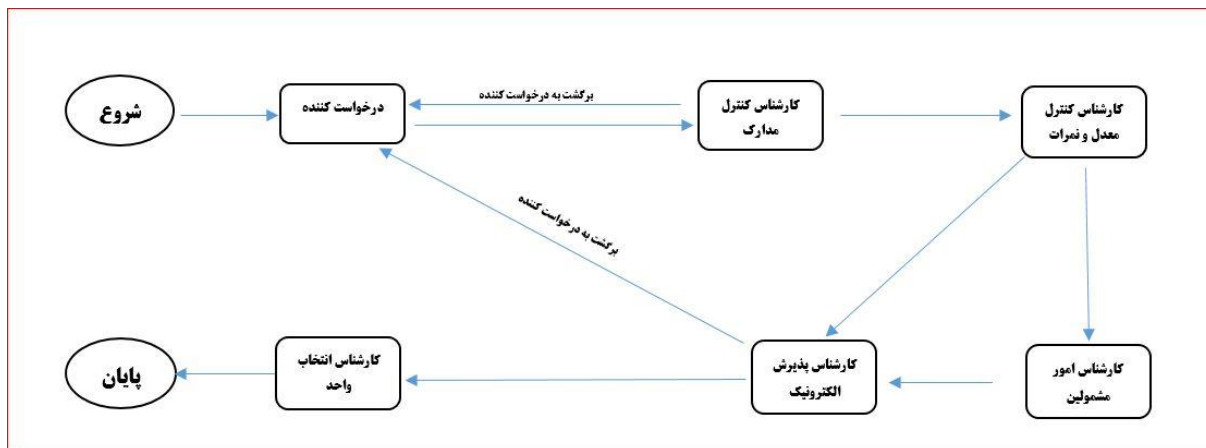 شروع
درخواست کننده
برگشت به درخواست کننده
کارشناس کنترل
مدارک
کارشناس کنترل
معدل و نمرات
برگشت به درخواست کننده
کارشناس امور
مشمولین
کارشناس پذیرش
الکترونیک
کارشناس انتخاب
واحد
پایان